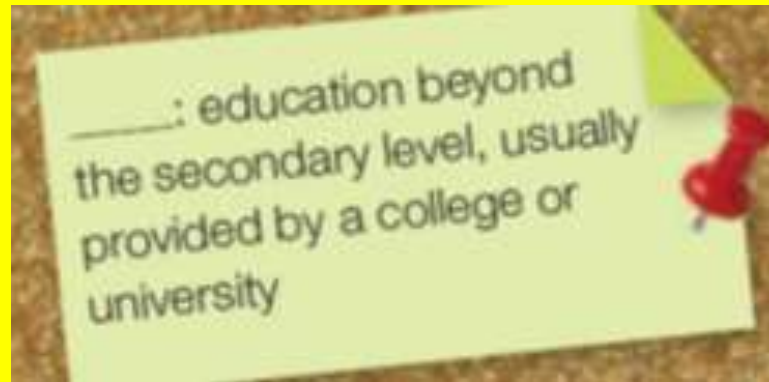 ____: education beyond
the secondary level, usually
provided by a college or
university